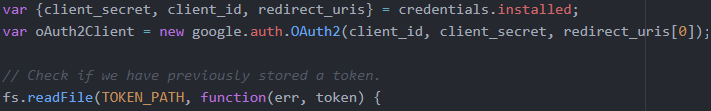 var {client_secret, client_id, redirect_uris} = credentials.installed;
var oAuth2Client = new google.auth.OAuth2(client_id, client_secret, redirect_uris[0]);
// Check if we have previously stored a token.
fs.readFile(TOKEN_PATH, function(err, token) {